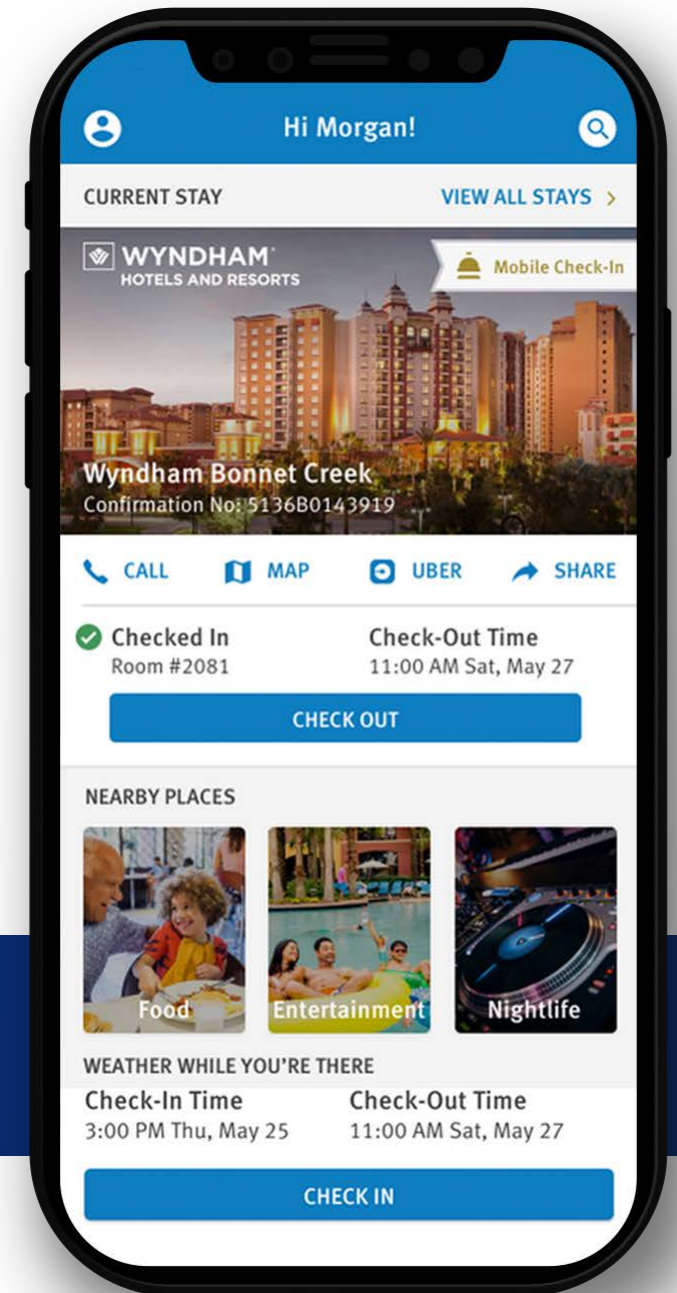 Hi Morgan!
CURRENT STAY
VIEW ALL STAYS >
WYNDHAM
HOTELS AND RESORTS
Mobile Check-In
Wyndham Bonnet Creek
Confirmation No: 5136B0143919
CALL
MAP
UBER
SHARE
Checked In
Room #2081
Check-Out Time
11:00 AM Sat, May 27
CHECK OUT
NEARBY PLACES
Food
Entertainment
Nightlife
WEATHER WHILE YOU'RE THERE
Check-In Time
3:00 PM Thu, May 25
Check-Out Time
11:00 AM Sat, May 27
CHECK IN